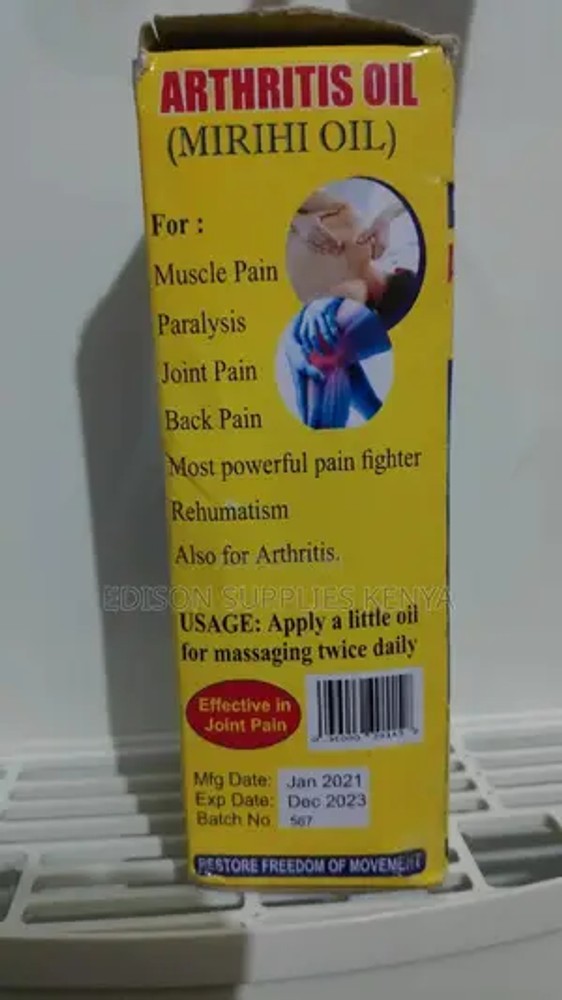 ARTHRITIS OIL
(MIRIHI OIL)
For :
Muscle Pain
Paralysis
Joint Pain
Back Pain
Most powerful pain fighter
Rehumatism
Also for Arthritis.
EDISON SUPPLIES KENYA
USAGE: Apply a little oil
for massaging twice daily
Effective in
Joint Pain
Mfg Date: Jan 2021
Exp Date: Dec 2023
Batch No 567
RESTORE FREEDOM OF MOVEMENT